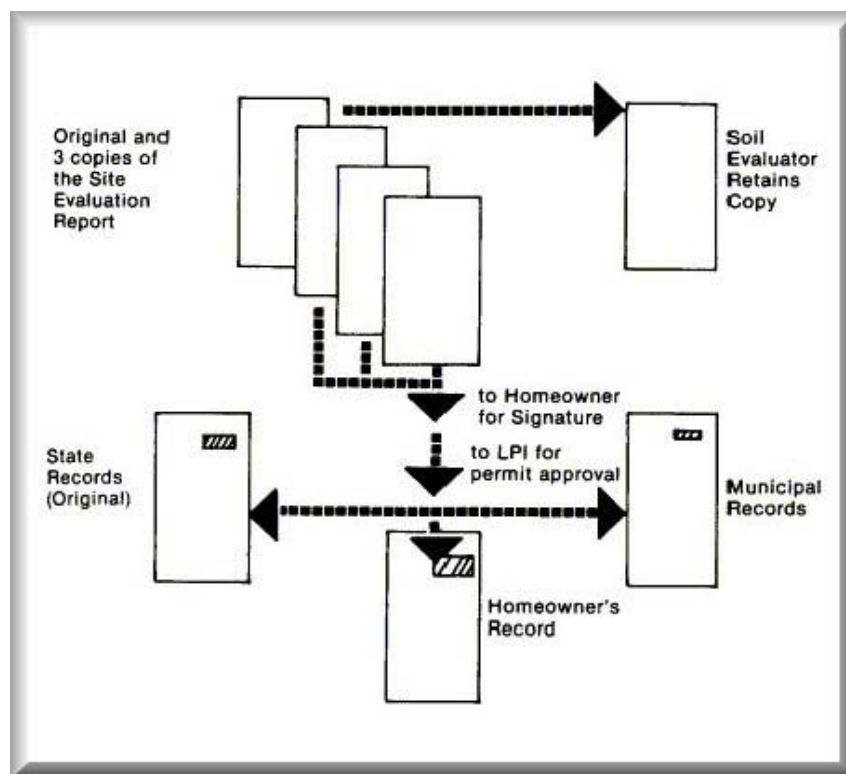 Original and
3 copies of
the Site
Evaluation
Report
Soil
Evaluator
Retains
Copy
to Homeowner
for Signature
to LPI for
permit approval
State
Records
(Original)
Municipal
Records
Homeowner's
Record